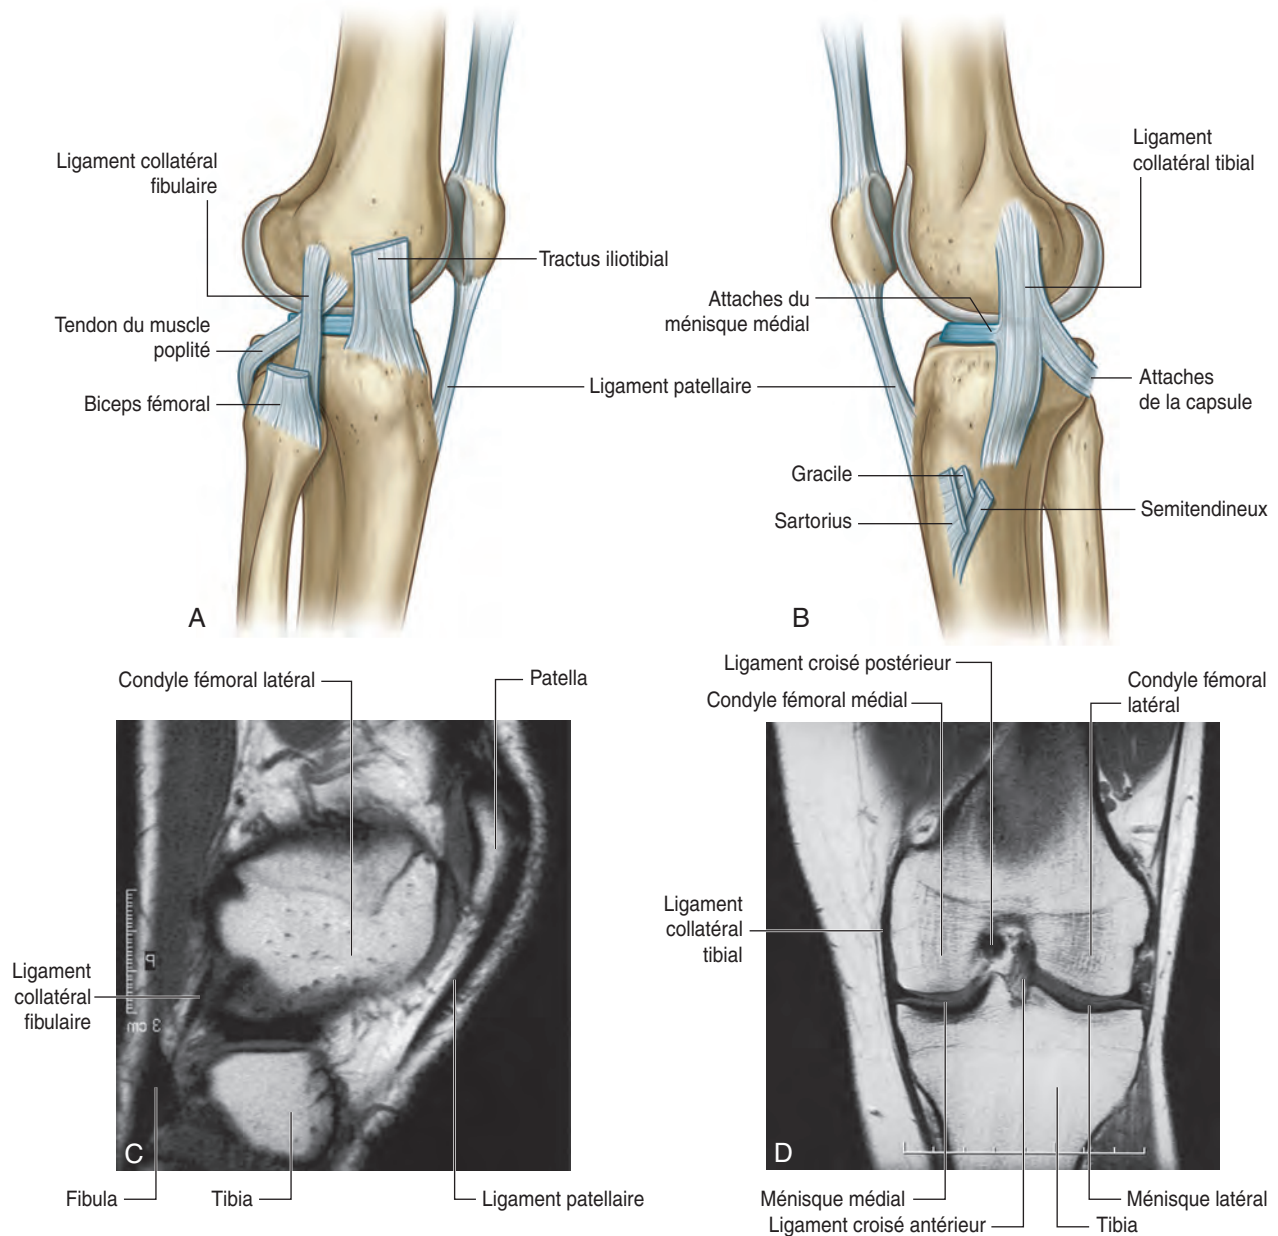 Ligament collatéral
fibulaire
Tractus iliotibial
Tendon du muscle
poplité
Biceps fémoral
Ligament patellaire
A
Ligament
collatéral tibial
Attaches du
ménisque médial
Attaches
de la capsule
Gracile
Sartorius
Semitendineux
B
Condyle fémoral latéral
Patella
Ligament
collatéral
fibulaire
P
3 cm
C
Fibula
Tibia
Ligament patellaire
Ligament croisé postérieur
Condyle fémoral médial
Condyle fémoral
latéral
Ligament
collatéral
tibial
D
Ménisque médial
Ménisque latéral
Ligament croisé antérieur
Tibia